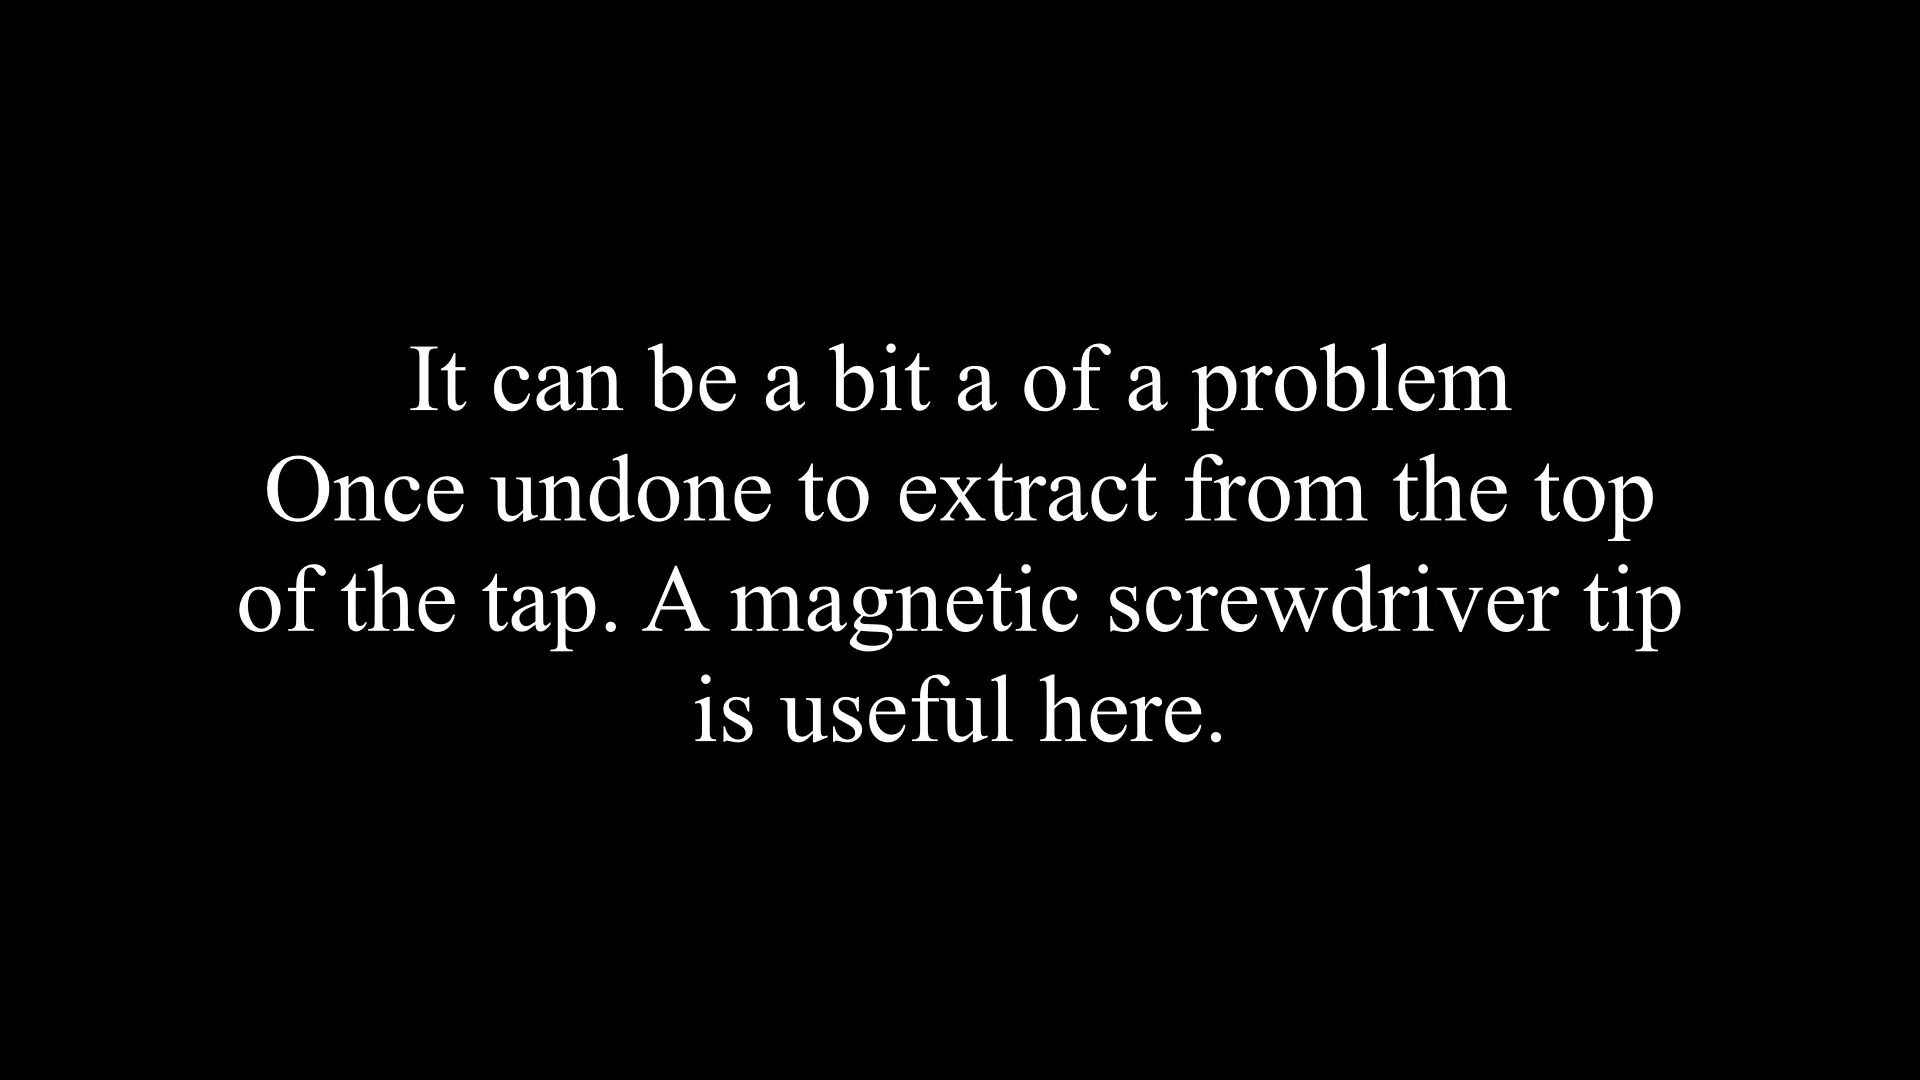 It can be a bit a of a problem
Once undone to extract from the top
of the tap. A magnetic screwdriver tip
is useful here.